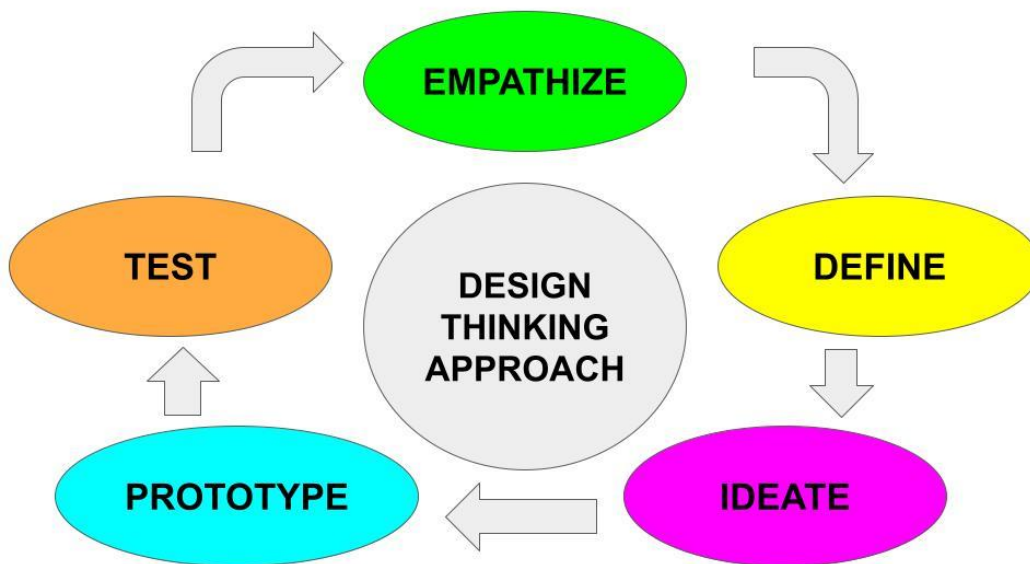 EMPATHIZE
DEFINE
IDEATE
PROTOTYPE
TEST
DESIGN
THINKING
APPROACH